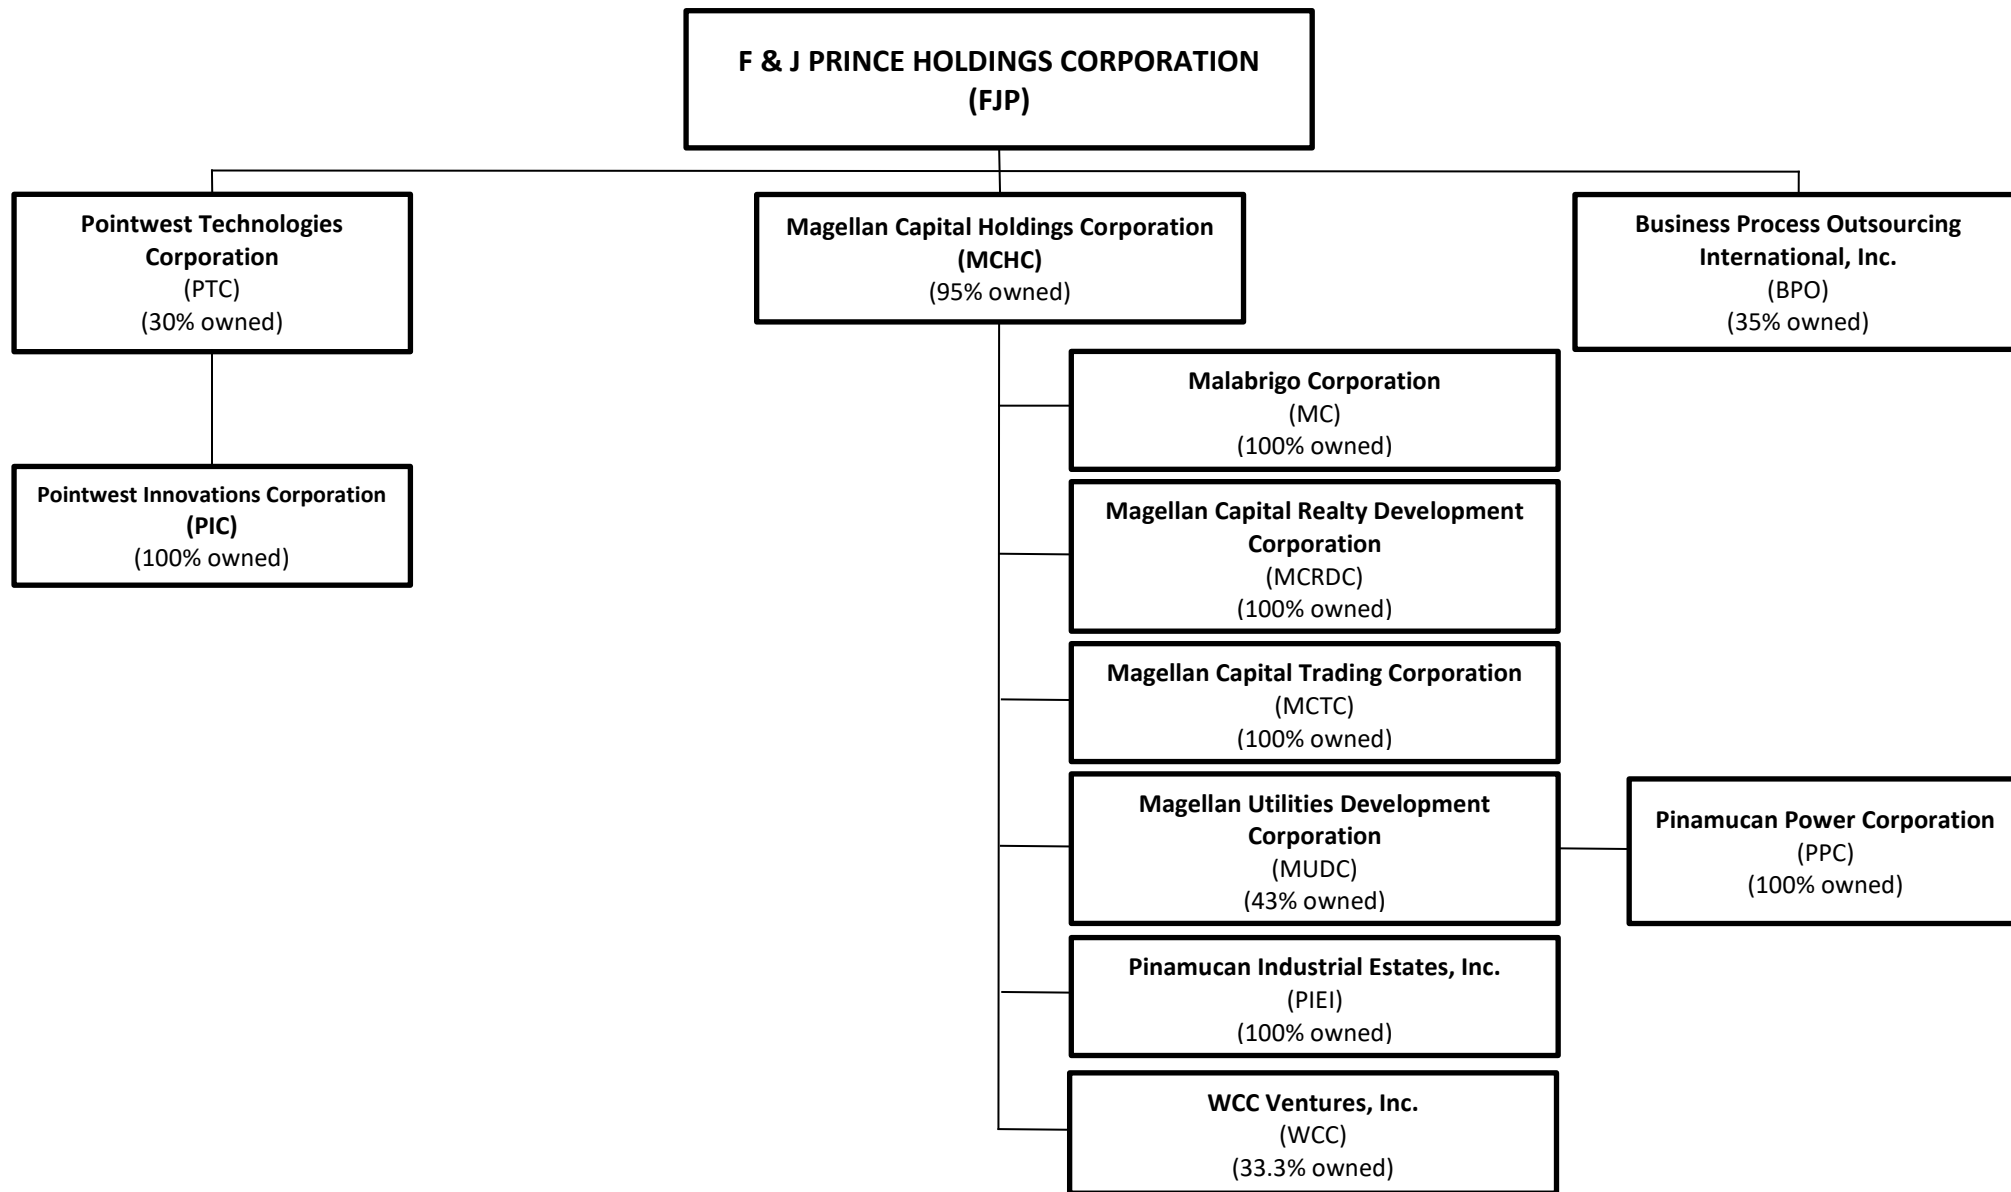 F & J PRINCE HOLDINGS CORPORATION
(FJP)
Pointwest Technologies
Corporation
(PTC)
(30% owned)
Magellan Capital Holdings Corporation
(MCHC)
(95% owned)
Business Process Outsourcing
International, Inc.
(BPO)
(35% owned)
Malabrigo Corporation
(MC)
(100% owned)
Pointwest Innovations Corporation
(PIC)
(100% owned)
Magellan Capital Realty Development
Corporation
(MCRDC)
(100% owned)
Magellan Capital Trading Corporation
(MCTC)
(100% owned)
Magellan Utilities Development
Corporation
(MUDC)
(43% owned)
Pinamucan Power Corporation
(PPC)
(100% owned)
Pinamucan Industrial Estates, Inc.
(PIEI)
(100% owned)
WCC Ventures, Inc.
(WCC)
(33.3% owned)